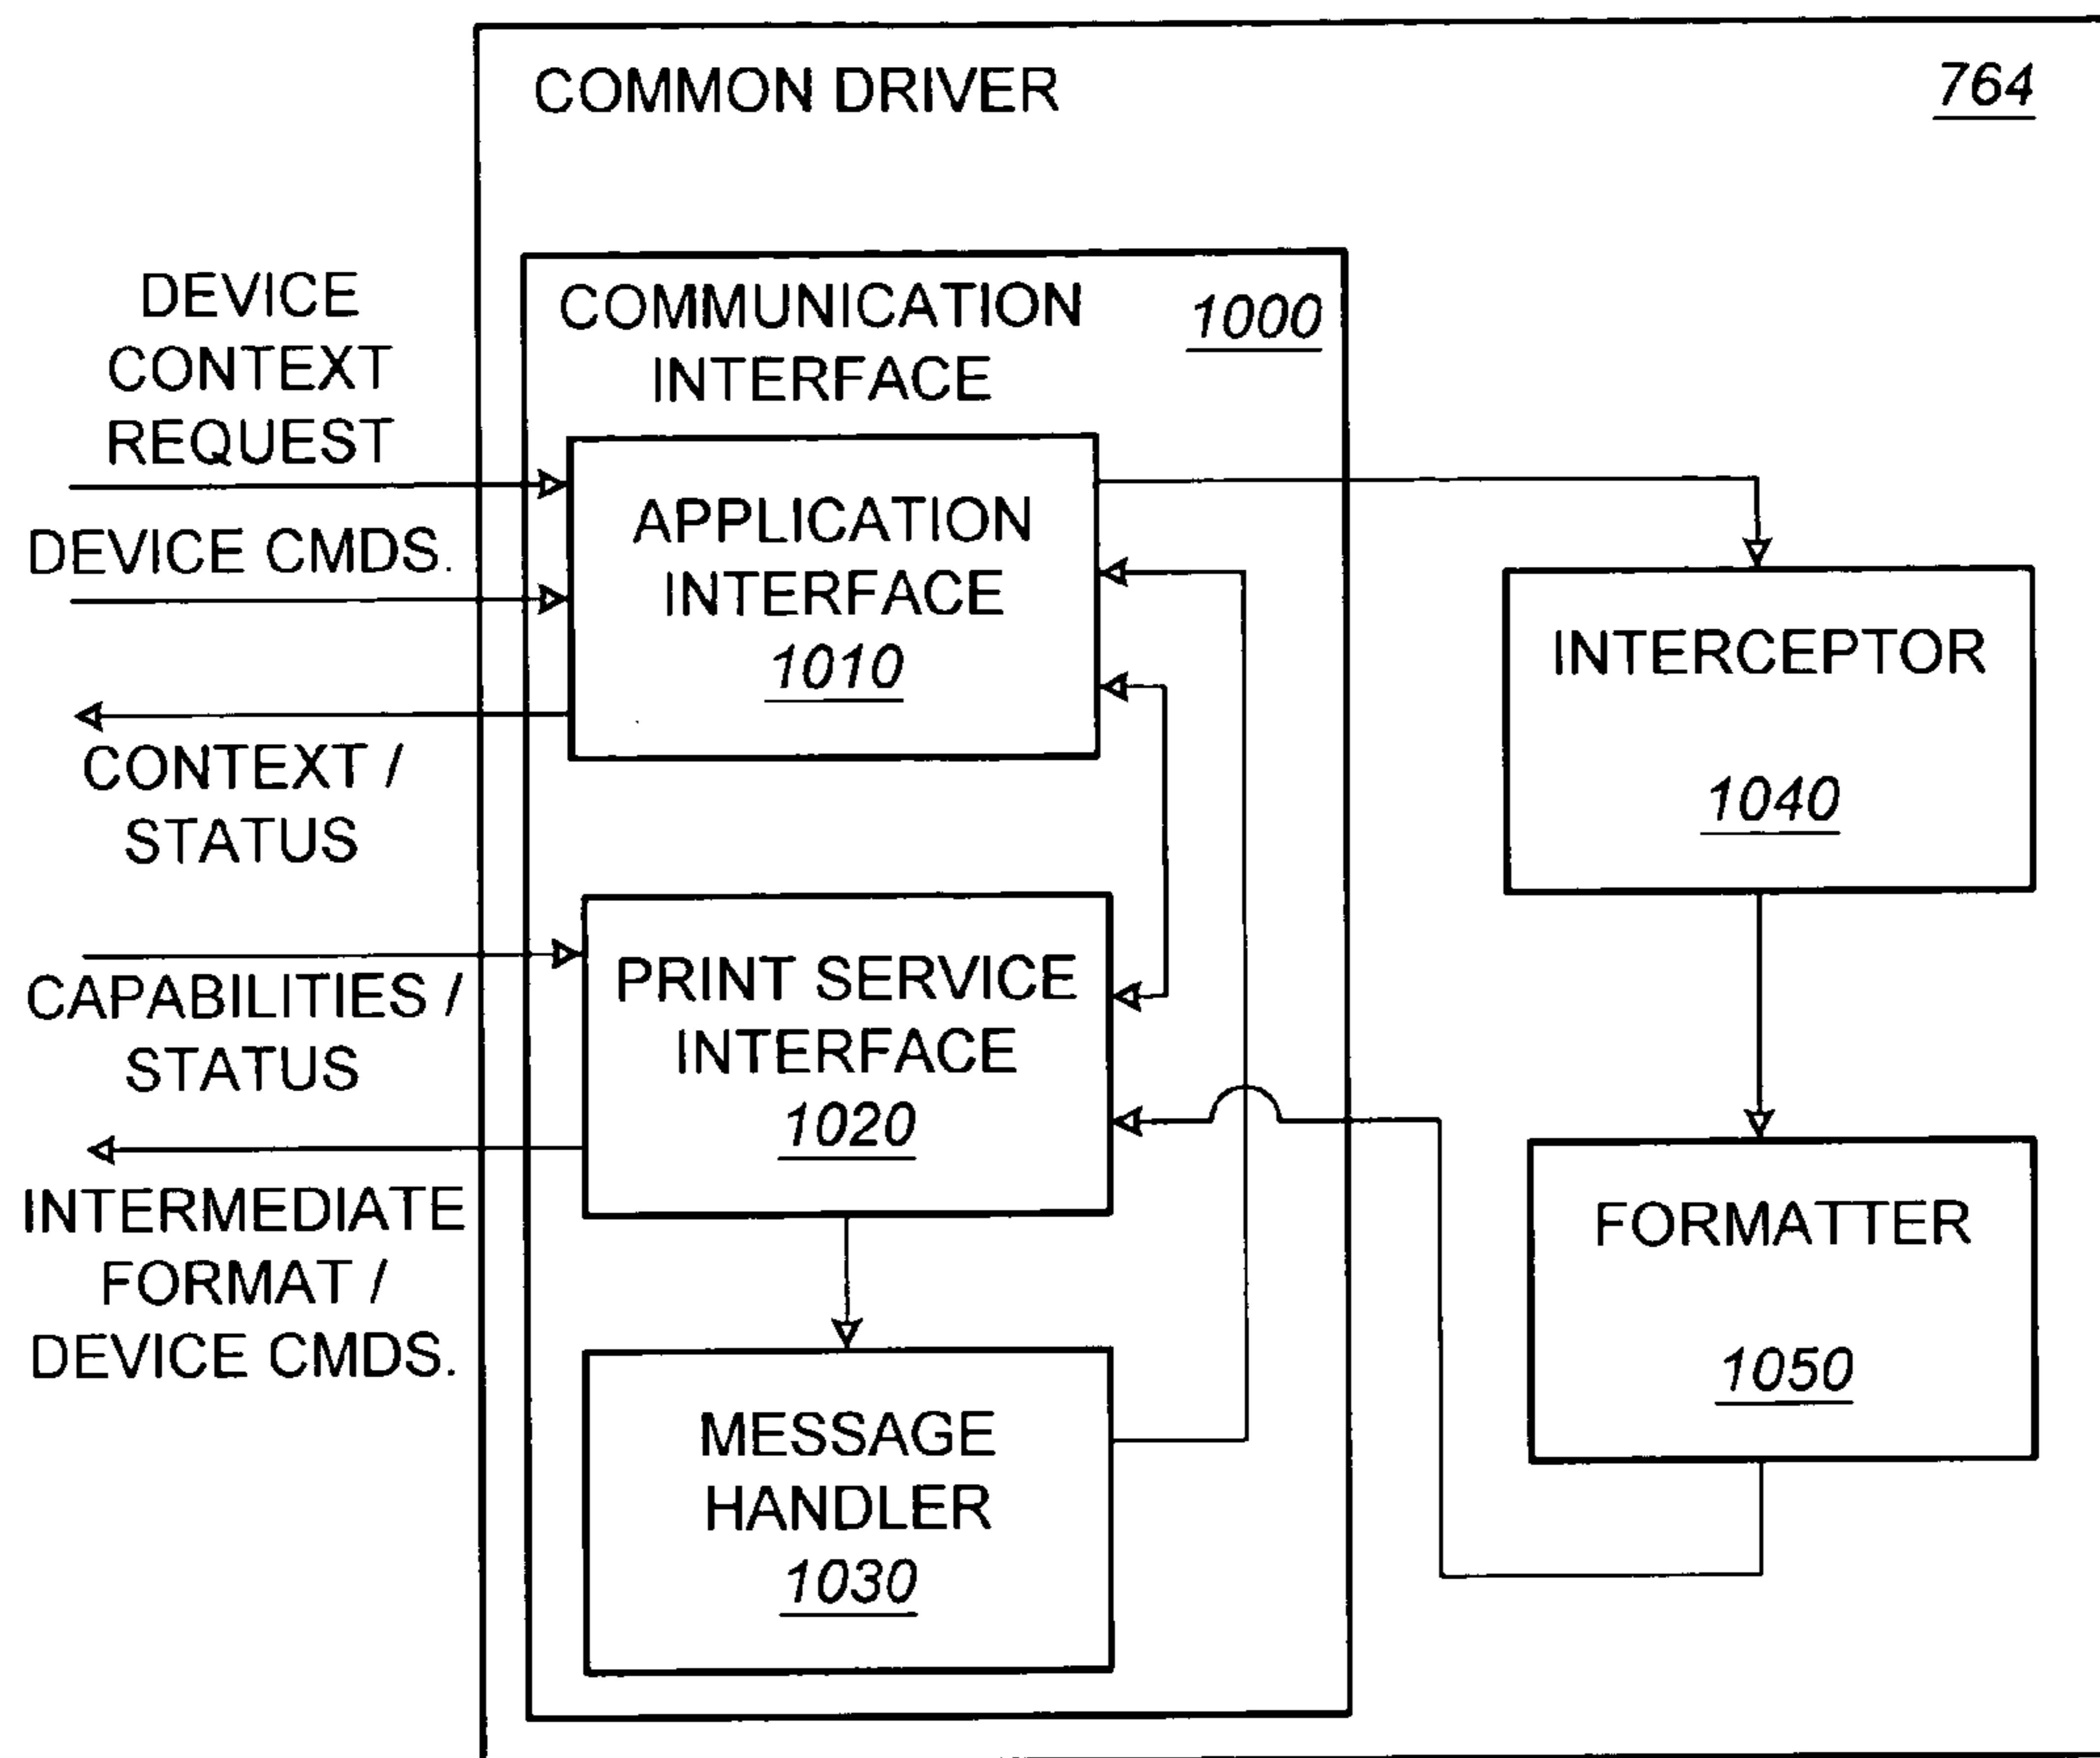 COMMON DRIVER
764
DEVICE
CONTEXT
REQUEST
DEVICE CMDS.
CONTEXT /
STATUS
CAPABILITIES /
STATUS
INTERMEDIATE
FORMAT /
DEVICE CMDS.
COMMUNICATION
INTERFACE
1000
APPLICATION
INTERFACE
1010
PRINT SERVICE
INTERFACE
1020
MESSAGE
HANDLER
1030
INTERCEPTOR
1040
FORMATTER
1050